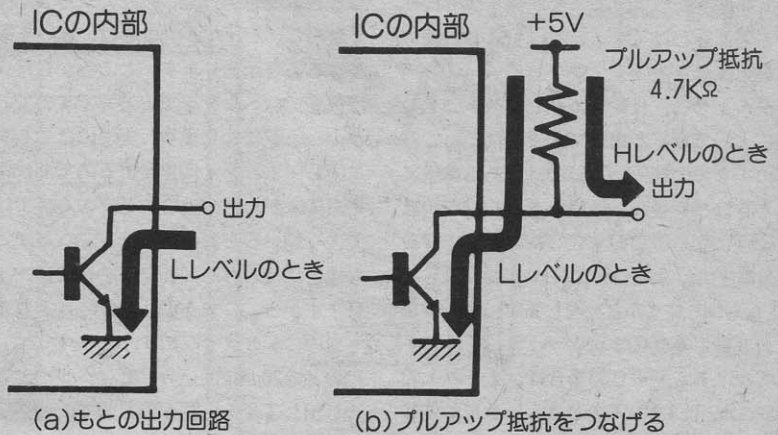 ICの内部
出力
Lレベルのとき
(a)もとの出力回路
ICの内部
+5V
プルアップ抵抗
4.7KΩ
Hレベルのとき
出力
Lレベルのとき
(b)プルアップ抵抗をつなげる